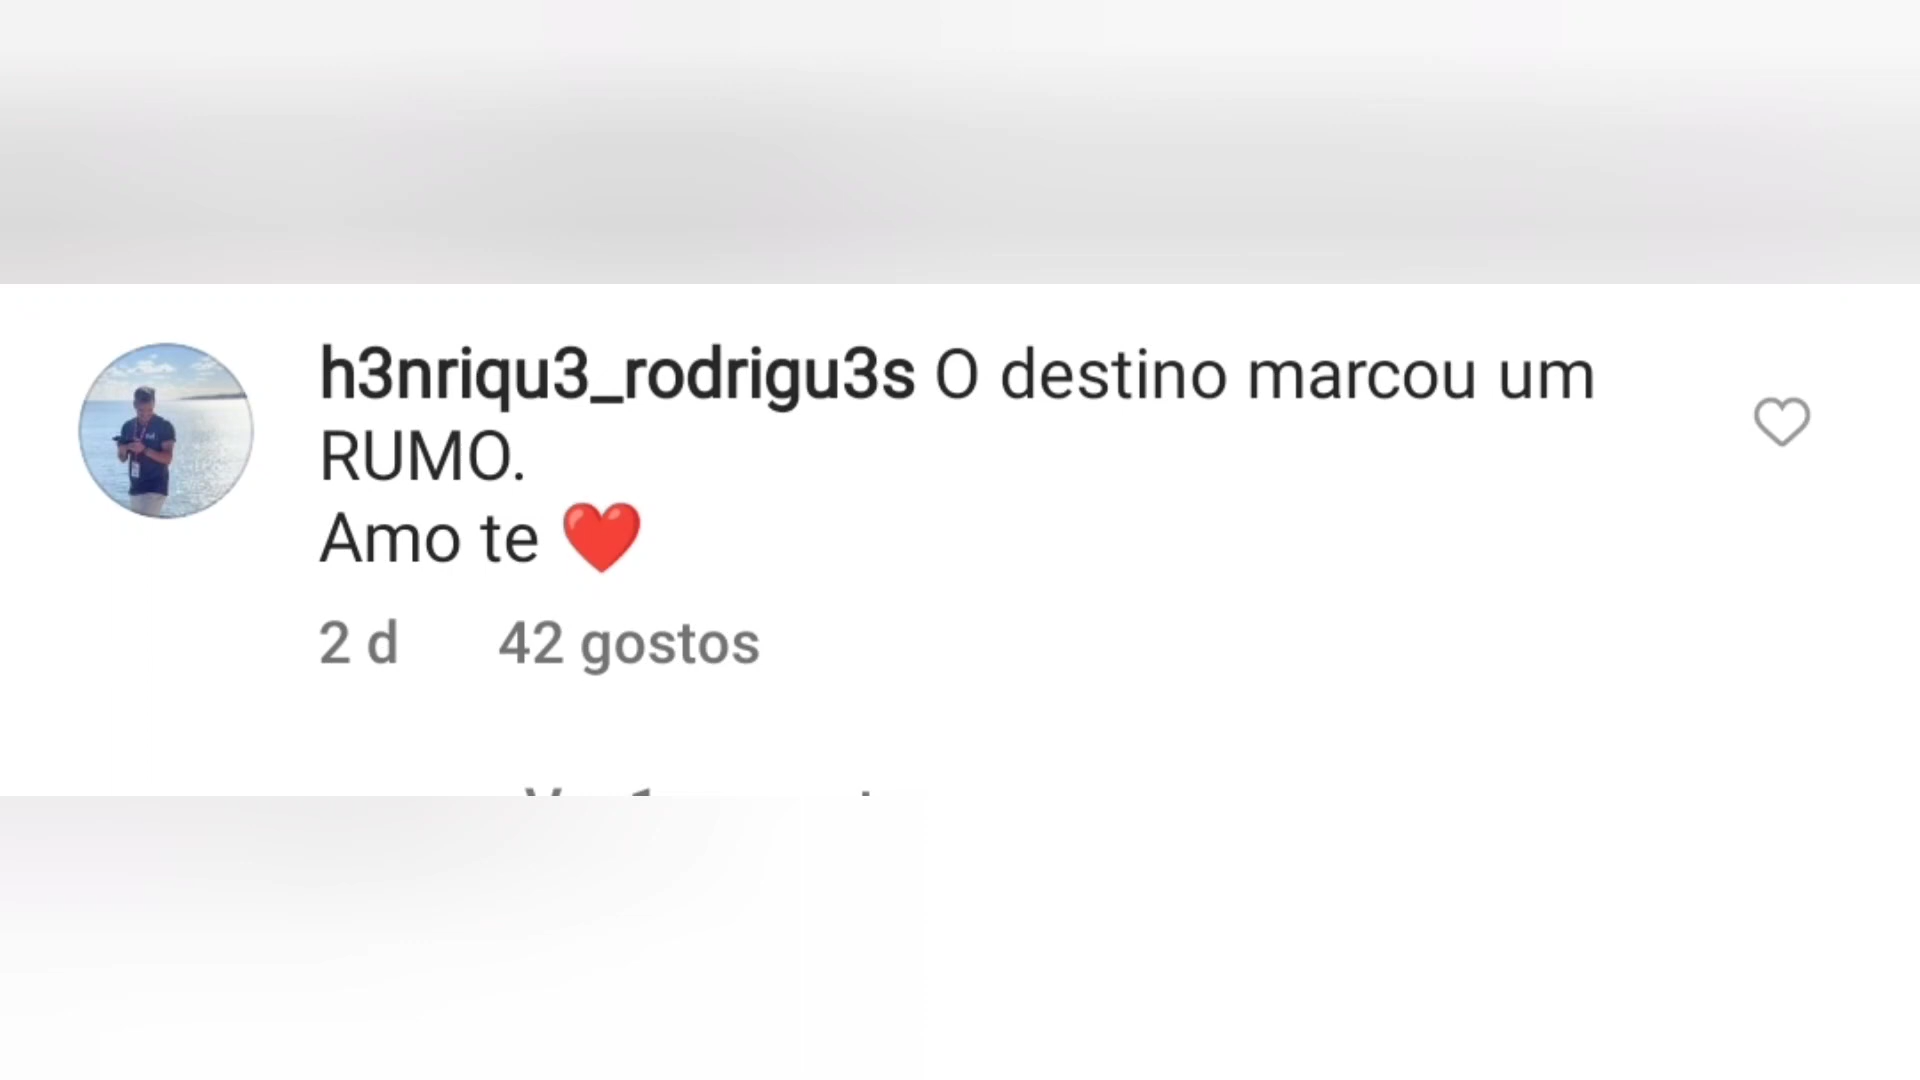 h3nriqu3_rodrigu3s O destino marcou um
RUMO.
Amo te ❤️
2 d 42 gostos